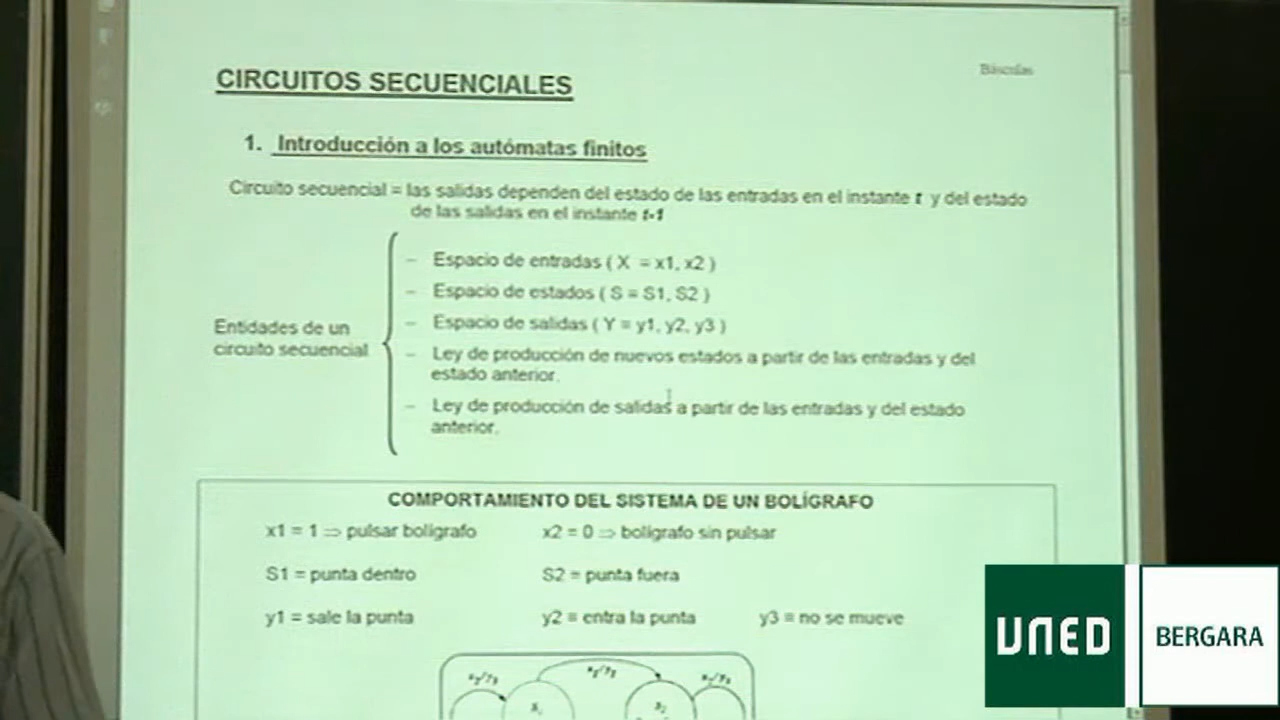 Básculas
CIRCUITOS SECUENCIALES
1. Introducción a los autómatas finitos
Circuito secuencial = las salidas dependen del estado de las entradas en el instante t y del estado
de las salidas en el instante t-1
Entidades de un
circuito secuencial
– Espacio de entradas ( X = x1, x2 )
– Espacio de estados ( S = S1, S2 )
– Espacio de salidas ( Y = y1, y2, y3 )
– Ley de producción de nuevos estados a partir de las entradas y del
estado anterior.
– Ley de producción de salidas a partir de las entradas y del estado
anterior.
COMPORTAMIENTO DEL SISTEMA DE UN BOLÍGRAFO
x1 = 1 => pulsar bolígrafo x2 = 0 => bolígrafo sin pulsar
S1 = punta dentro S2 = punta fuera
y1 = sale la punta y2 = entra la punta y3 = no se mueve
S1 S2
UNED
BERGARA